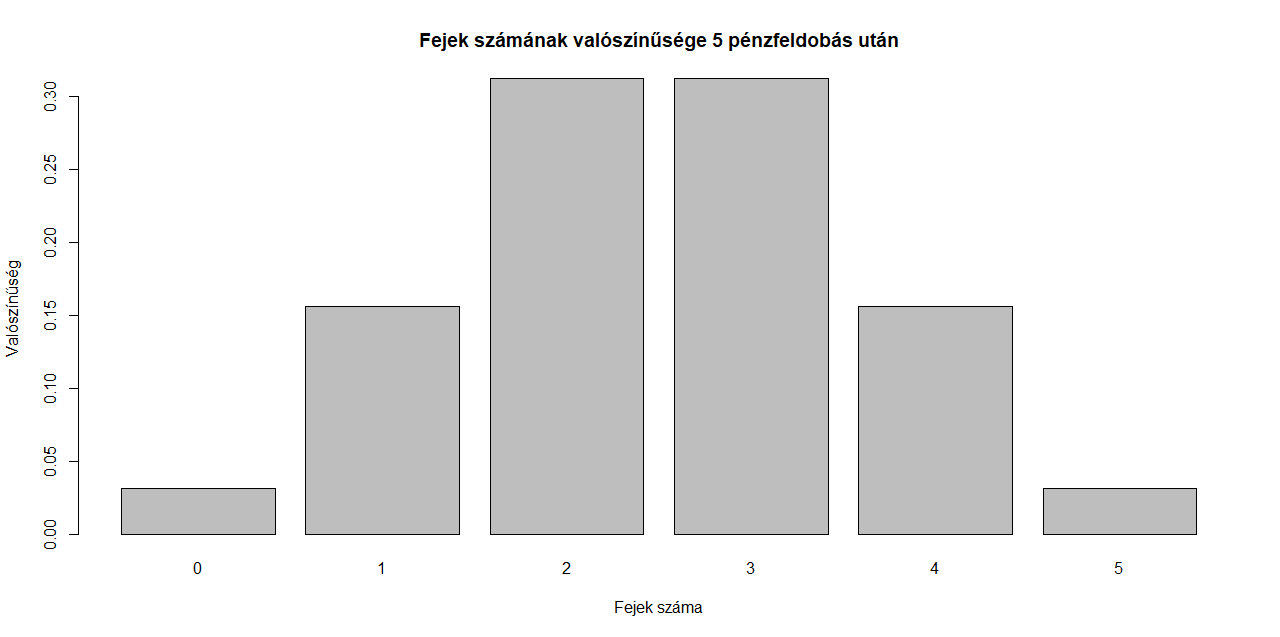 Fejek számának valószínűsége 5 pénzfeldobás után
Valószínűség
0.30
0.25
0.20
0.15
0.10
0.05
0.00
0 1 2 3 4 5
Fejek száma